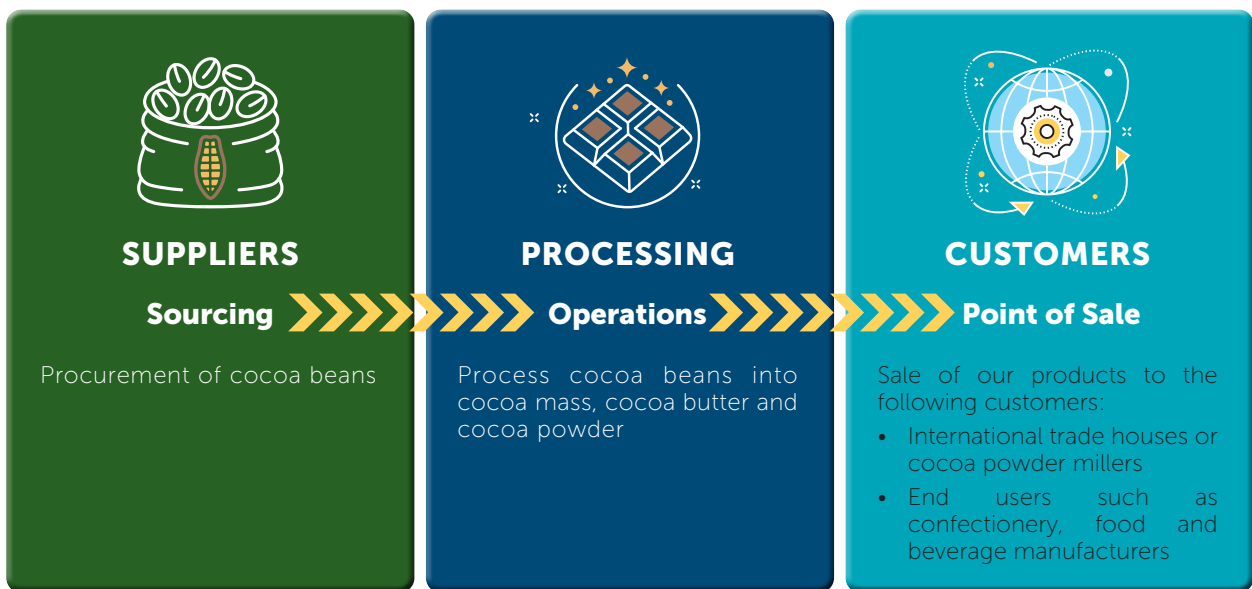 SUPPLIERS
Sourcing
Procurement of cocoa beans
PROCESSING
Operations
Process cocoa beans into
cocoa mass, cocoa butter and
cocoa powder
CUSTOMERS
Point of Sale
Sale of our products to the
following customers:
• International trade houses or
cocoa powder millers
• End users such as
confectionery, food and
beverage manufacturers